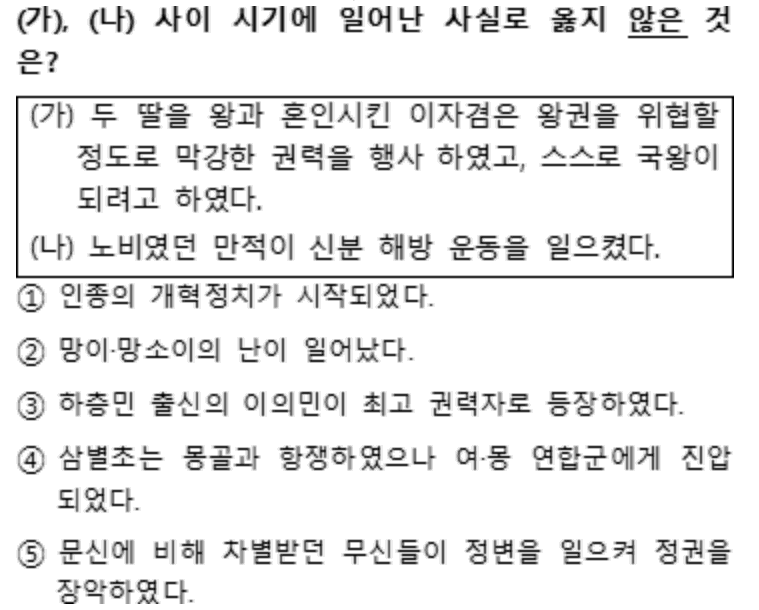 (가), (나) 사이 시기에 일어난 사실로 옳지 않은 것
은?
(가) 두 딸을 왕과 혼인시킨 이자겸은 왕권을 위협할
정도로 막강한 권력을 행사 하였고, 스스로 국왕이
되려고 하였다.
(나) 노비였던 만적이 신분 해방 운동을 일으켰다.
① 인종의 개혁정치가 시작되었다.
② 망이·망소이의 난이 일어났다.
③ 하층민 출신의 이의민이 최고 권력자로 등장하였다.
④ 삼별초는 몽골과 항쟁하였으나 여·몽 연합군에게 진압
되었다.
⑤ 문신에 비해 차별받던 무신들이 정변을 일으켜 정권을
장악하였다.